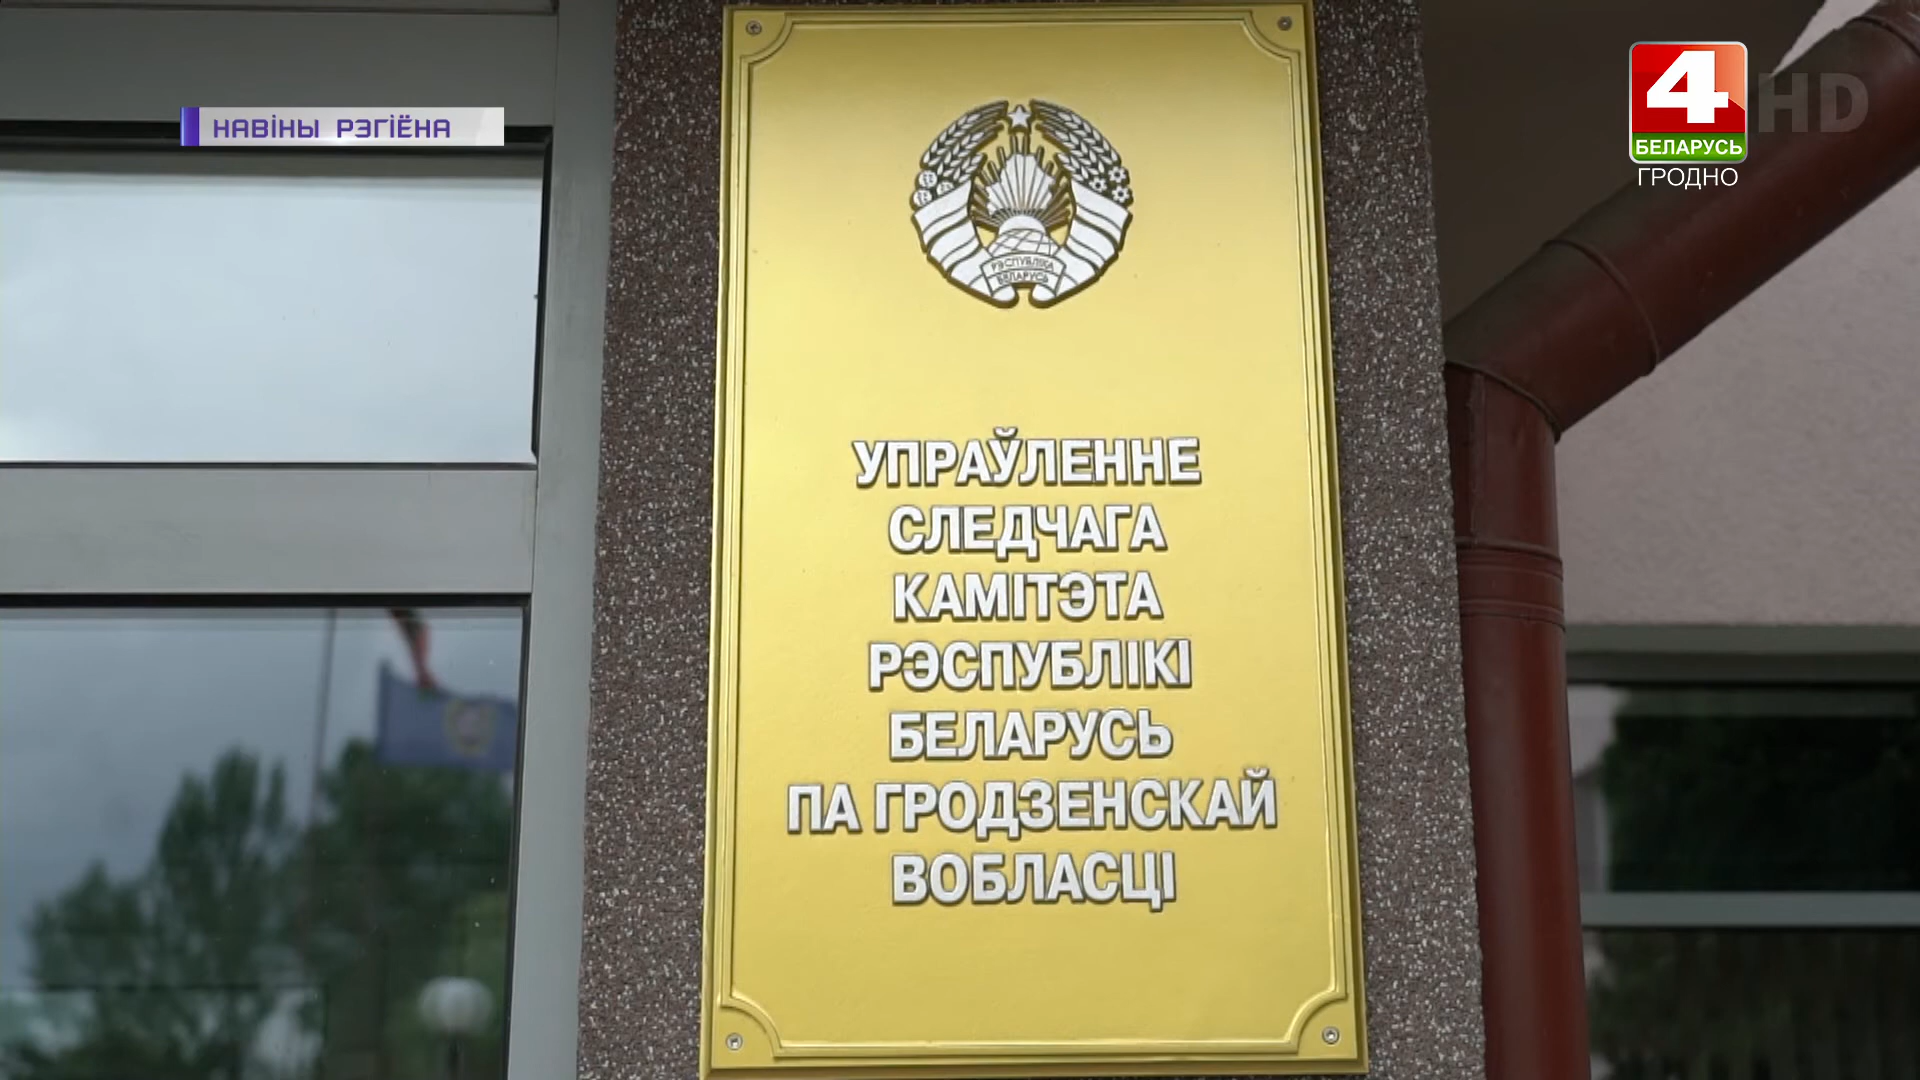 НАВІНЫ РЭГІЁНА
4 HD
БЕЛАРУСЬ
ГРОДНО
РЭСПУБЛІКА
БЕЛАРУСЬ
УПРАЎЛЕННЕ
СЛЕДЧАГА
КАМІТЭТА
РЭСПУБЛІКІ
БЕЛАРУСЬ
ПА ГРОДЗЕНСКАЙ
ВОБЛАСЦІ